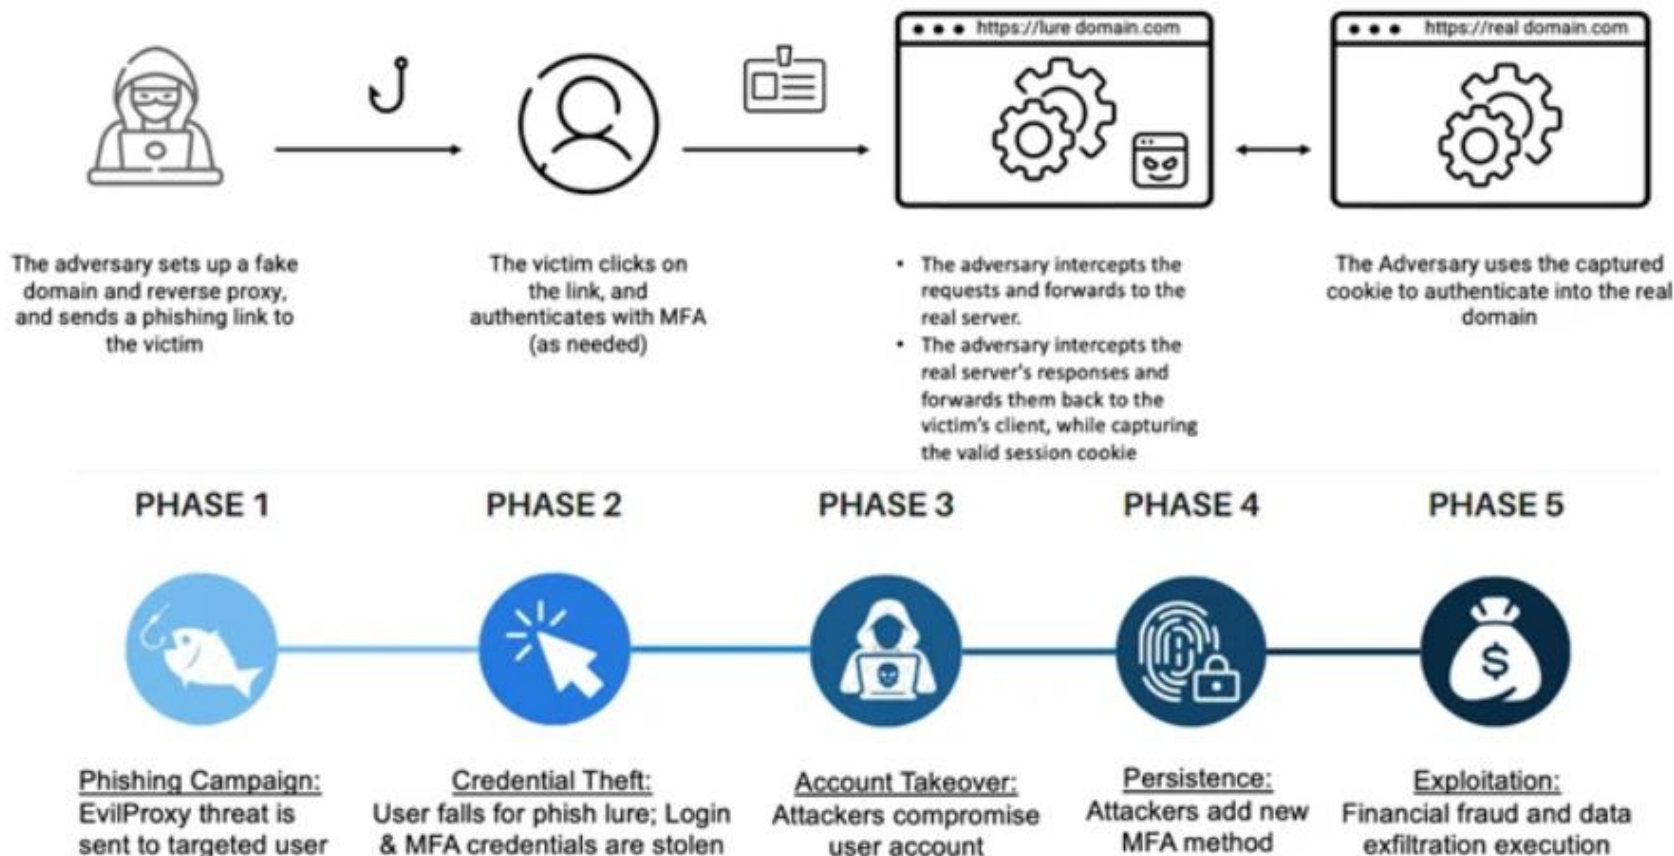 https://lure domain.com
https://real domain.com
The adversary sets up a fake
domain and reverse proxy,
and sends a phishing link to
the victim
The victim clicks on
the link, and
authenticates with MFA
(as needed)
• The adversary intercepts the
requests and forwards to the
real server.
• The adversary intercepts the
real server's responses and
forwards them back to the
victim's client, while capturing
the valid session cookie
The Adversary uses the captured
cookie to authenticate into the real
domain
PHASE 1
PHASE 2
PHASE 3
PHASE 4
PHASE 5
$
Phishing Campaign:
EvilProxy threat is
sent to targeted user
Credential Theft:
User falls for phish lure; Login
& MFA credentials are stolen
Account Takeover:
Attackers compromise
user account
Persistence:
Attackers add new
MFA method
Exploitation:
Financial fraud and data
exfiltration execution